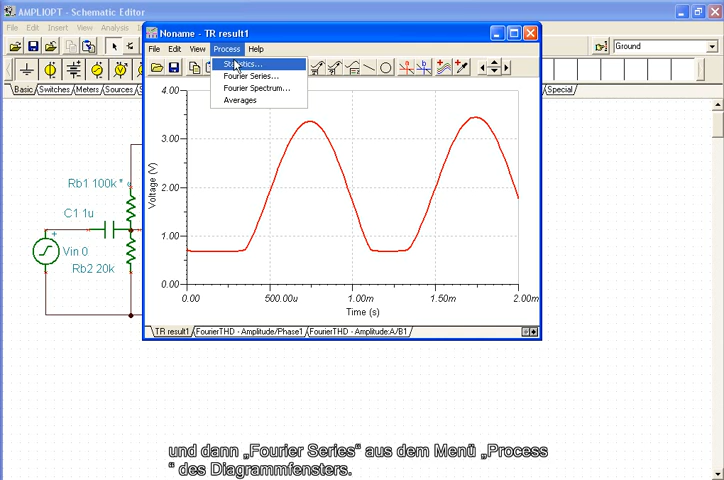 AMPLIOPT - Schematic Editor
File Edit Insert View Analysis
Ground
Basic Switches Meters Sources Special
Noname - TR result1
File Edit View Process Help
Statistics...
Fourier Series...
Fourier Spectrum...
Averages
4.00
3.00
2.00
1.00
0.00
Voltage (V)
0.00 500.00u 1.00m 1.50m 2.00m
Time (s)
TR result1 FourierTHD - Amplitude/Phase1 FourierTHD - Amplitude:A/B1
Rb1 100k *
C1 1u
+
Vin 0
Rb2 20k
und dann „Fourier Series“ aus dem Menü „Process
“ des Diagrammfensters.